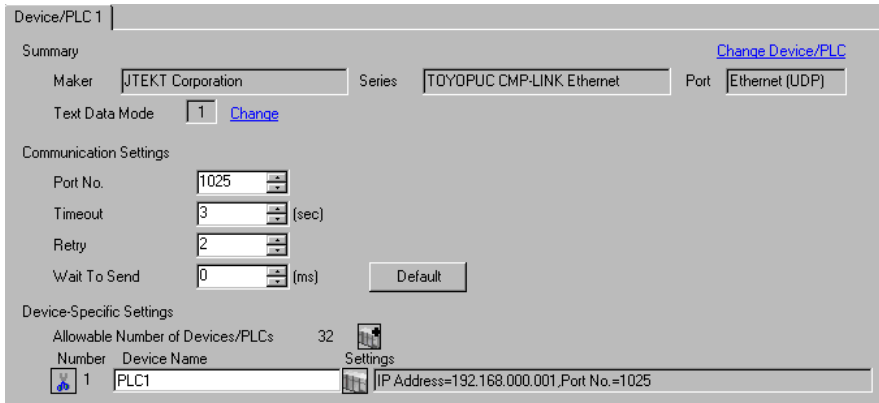 Device/PLC 1
Summary Change Device/PLC
Maker JTEKT Corporation Series TOYOPUC CMP-LINK Ethernet Port Ethernet (UDP)
Text Data Mode 1 Change
Communication Settings
Port No. 1025
Timeout 3 (sec)
Retry 2
Wait To Send 0 (ms) Default
Device-Specific Settings
Allowable Number of Devices/PLCs 32
Number Device Name Settings
1 PLC1 IP Address=192.168.000.001,Port No.=1025